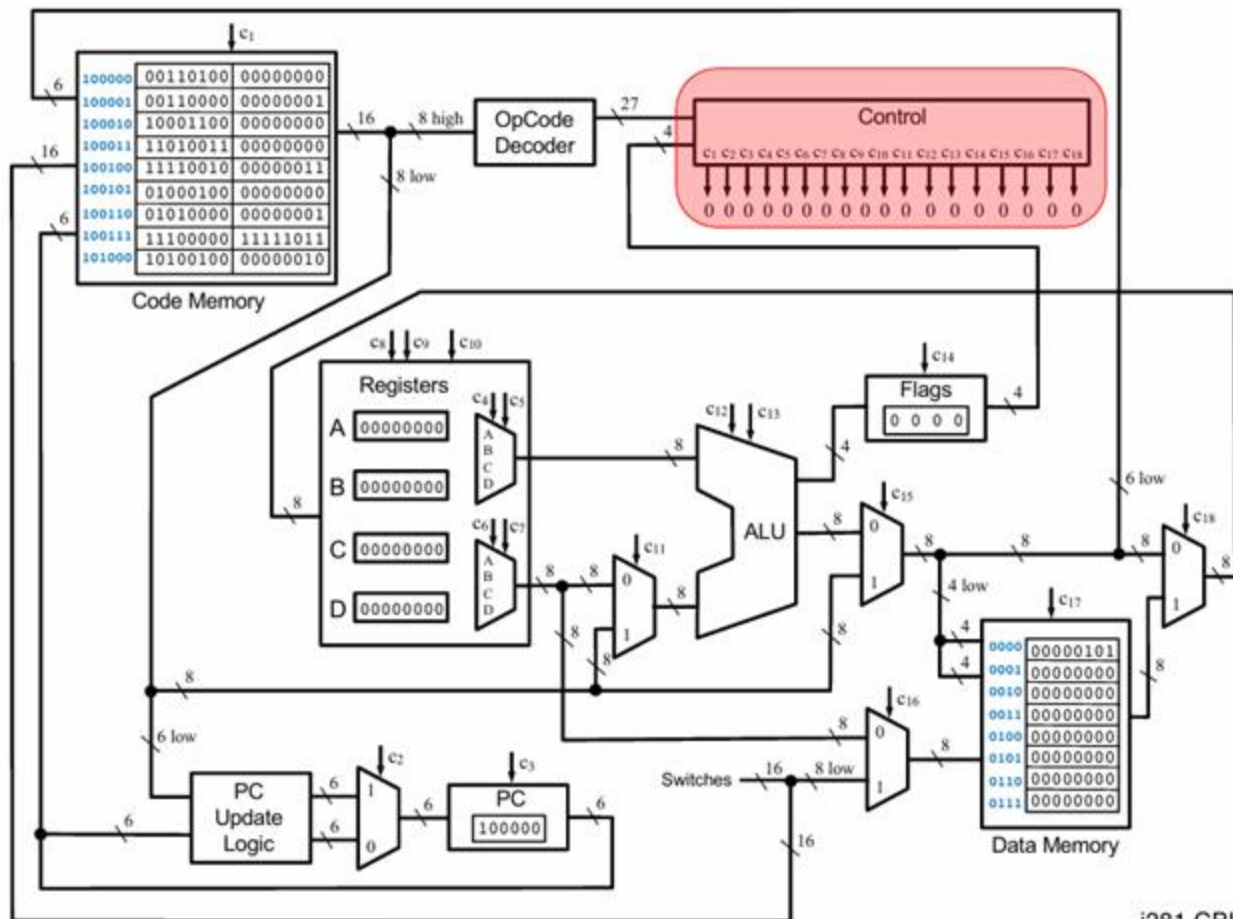 c1
100000 00110100 00000000
100001 00110000 00000001
100010 10001100 00000000
100011 11010011 00000000
100100 11110010 00000011
100101 01000100 00000000
100110 01010000 00000001
100111 11100000 11111011
101000 10100100 00000010
Code Memory
6
16
6
16
8 high
8 low
OpCode
Decoder
27
4
Control
c1 c2 c3 c4 c5 c6 c7 c8 c9 c10 c11 c12 c13 c14 c15 c16 c17 c18
0 0 0 0 0 0 0 0 0 0 0 0 0 0 0 0 0 0
c8 c9 c10
Registers
A 00000000
B 00000000
C 00000000
D 00000000
8
c4 c5
A
B
C
D
c6 c7
A
B
C
D
8
8
8
8
8
c11
0
1
8
c12 c13
ALU
4
8
c14
Flags
0 0 0 0
4
c15
0
1
8
8
8
6 low
8
4 low
4
4
c18
0
1
8
8
c17
0000 00000101
0001 00000000
0010 00000000
0011 00000000
0100 00000000
0101 00000000
0110 00000000
0111 00000000
Data Memory
8
c16
0
1
8
8
Switches
16
8 low
16
8
6 low
PC
Update
Logic
6
6
6
c2
1
0
6
c3
PC
100000
6